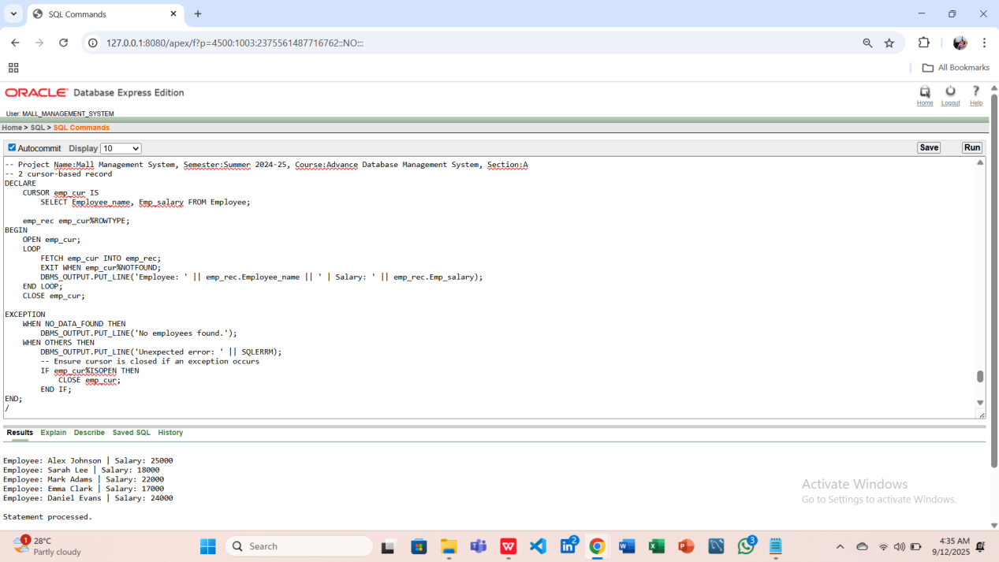 SQL Commands
127.0.0.1:8080/apex/f?p=4500:1003:2375561487716762::NO:::
All Bookmarks
ORACLE Database Express Edition
Home Logout Help
User: MALL_MANAGEMENT_SYSTEM
Home > SQL > SQL Commands
Autocommit Display 10 Save Run
-- Project Name:Mall Management System, Semester:Summer 2024-25, Course:Advance Database Management System, Section:A
-- 2 cursor-based record
DECLARE
    CURSOR emp_cur IS
        SELECT Employee_name, Emp_salary FROM Employee;

    emp_rec emp_cur%ROWTYPE;
BEGIN
    OPEN emp_cur;
    LOOP
        FETCH emp_cur INTO emp_rec;
        EXIT WHEN emp_cur%NOTFOUND;
        DBMS_OUTPUT.PUT_LINE('Employee: ' || emp_rec.Employee_name || ' | Salary: ' || emp_rec.Emp_salary);
    END LOOP;
    CLOSE emp_cur;

EXCEPTION
    WHEN NO_DATA_FOUND THEN
        DBMS_OUTPUT.PUT_LINE('No employees found.');
    WHEN OTHERS THEN
        DBMS_OUTPUT.PUT_LINE('Unexpected error: ' || SQLERRM);
        -- Ensure cursor is closed if an exception occurs
        IF emp_cur%ISOPEN THEN
            CLOSE emp_cur;
        END IF;
END;
/
Results Explain Describe Saved SQL History
Employee: Alex Johnson | Salary: 25000
Employee: Sarah Lee | Salary: 18000
Employee: Mark Adams | Salary: 22000
Employee: Emma Clark | Salary: 17000
Employee: Daniel Evans | Salary: 24000
Statement processed.
Activate Windows
Go to Settings to activate Windows.
1 28°C
Partly cloudy
Search
2
3
4:35 AM
9/12/2025